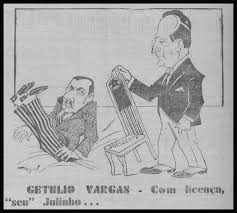 GETULIO VARGAS - Com licença,
"seu" Julinho...